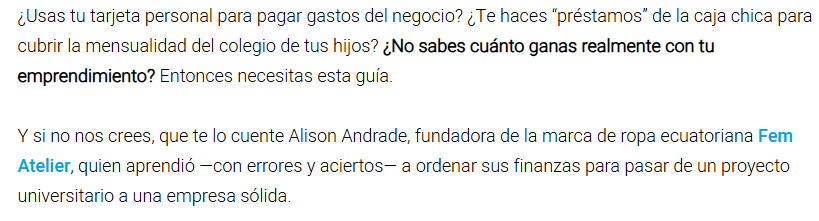 ¿Usas tu tarjeta personal para pagar gastos del negocio? ¿Te haces “préstamos” de la caja chica para
cubrir la mensualidad del colegio de tus hijos? ¿No sabes cuánto ganas realmente con tu
emprendimiento? Entonces necesitas esta guía.
Y si no nos crees, que te lo cuente Alison Andrade, fundadora de la marca de ropa ecuatoriana Fem
Atelier, quien aprendió —con errores y aciertos— a ordenar sus finanzas para pasar de un proyecto
universitario a una empresa sólida.